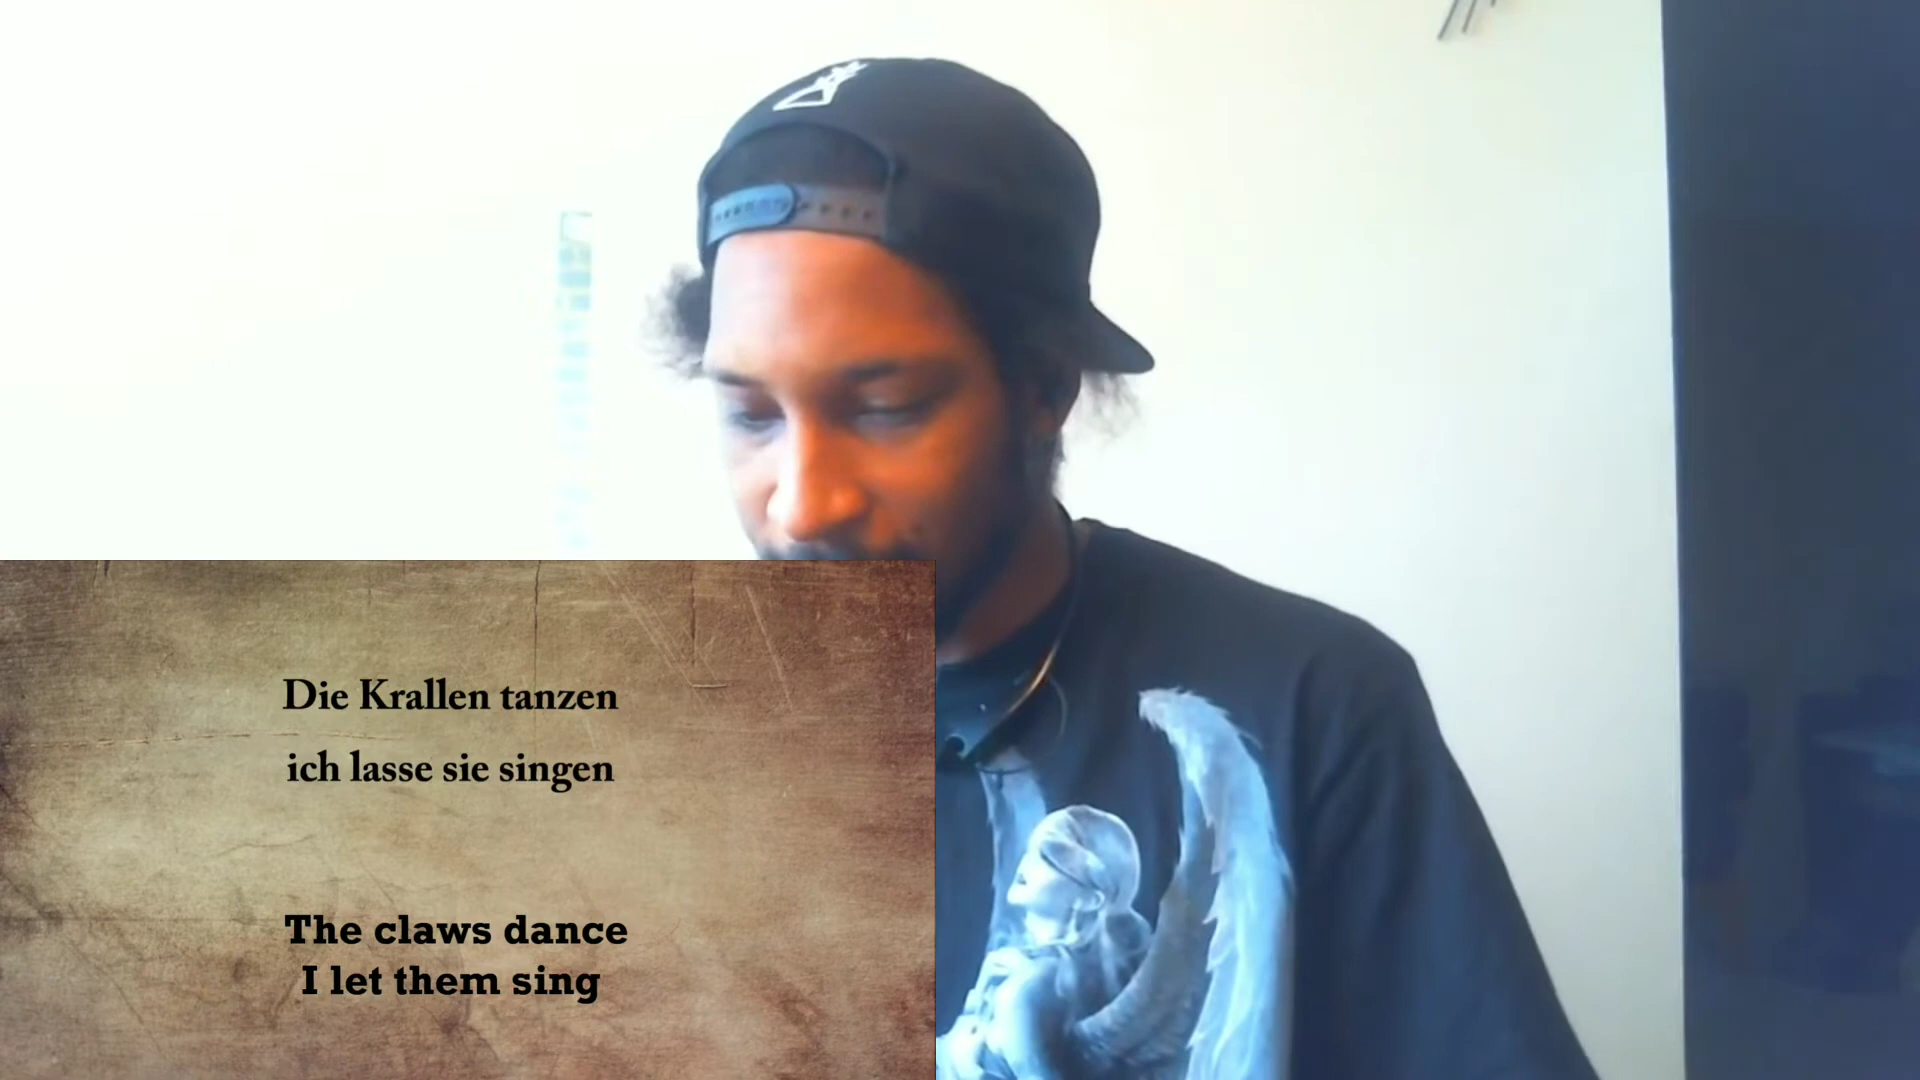 Die Krallen tanzen
ich lasse sie singen
The claws dance
I let them sing